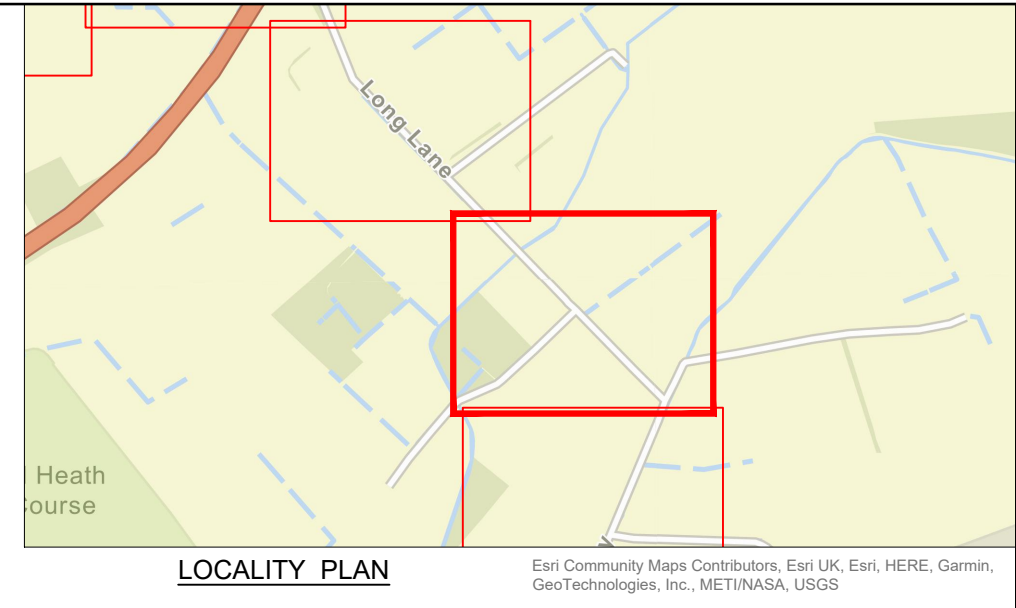 Long Lane
Heath
ourse
LOCALITY PLAN
Esri Community Maps Contributors, Esri UK, Esri, HERE, Garmin,
GeoTechnologies, Inc., METI/NASA, USGS